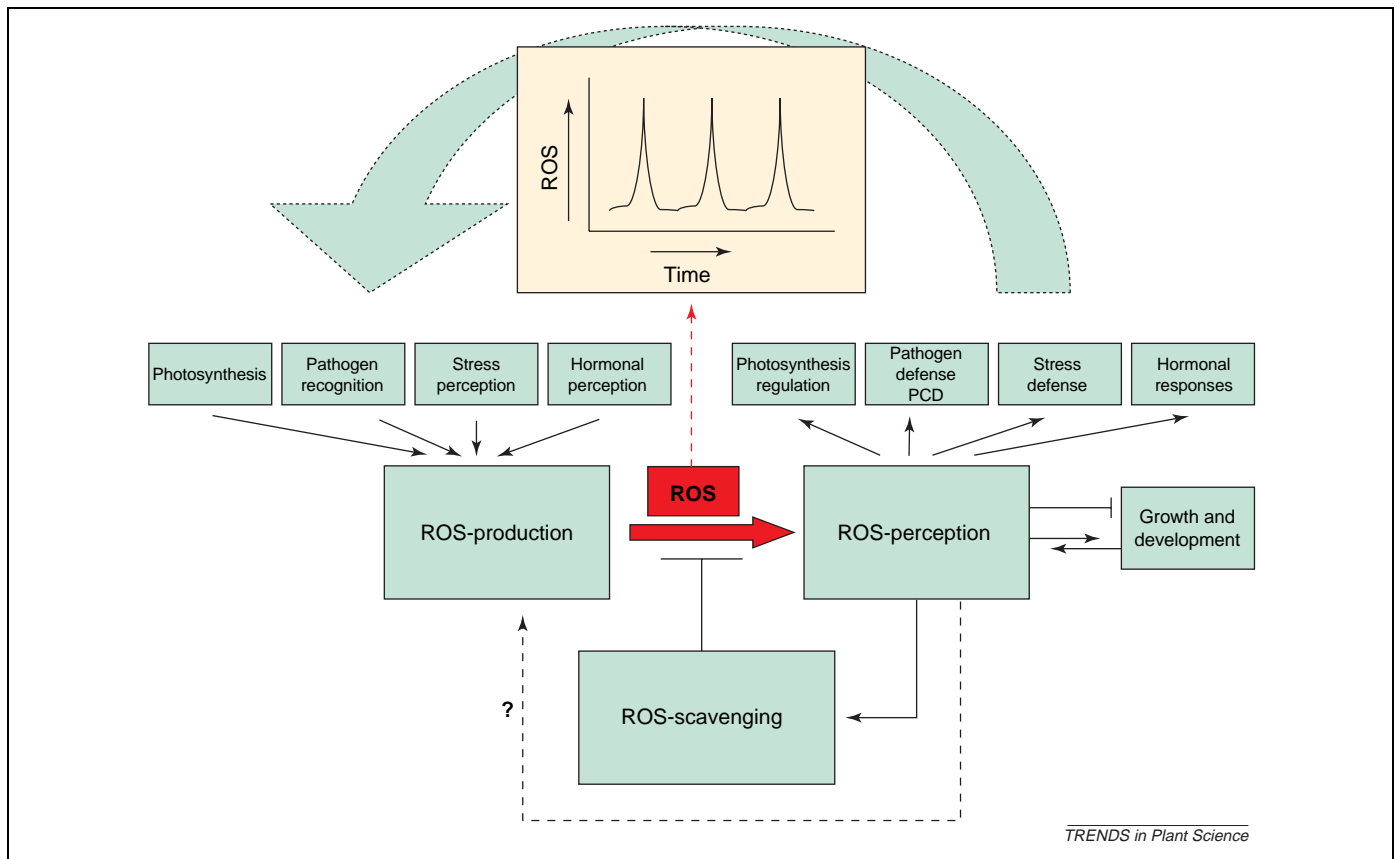 ROS
Time
Photosynthesis
Pathogen
recognition
Stress
perception
Hormonal
perception
Photosynthesis
regulation
Pathogen
defense
PCD
Stress
defense
Hormonal
responses
ROS
ROS-production
ROS-perception
Growth and
development
?
ROS-scavenging
TRENDS in Plant Science